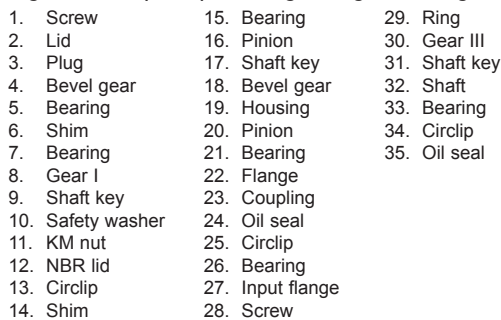 1. Screw
2. Lid
3. Plug
4. Bevel gear
5. Bearing
6. Shim
7. Bearing
8. Gear I
9. Shaft key
10. Safety washer
11. KM nut
12. NBR lid
13. Circlip
14. Shim
15. Bearing
16. Pinion
17. Shaft key
18. Bevel gear
19. Housing
20. Pinion
21. Bearing
22. Flange
23. Coupling
24. Oil seal
25. Circlip
26. Bearing
27. Input flange
28. Screw
29. Ring
30. Gear III
31. Shaft key
32. Shaft
33. Bearing
34. Circlip
35. Oil seal